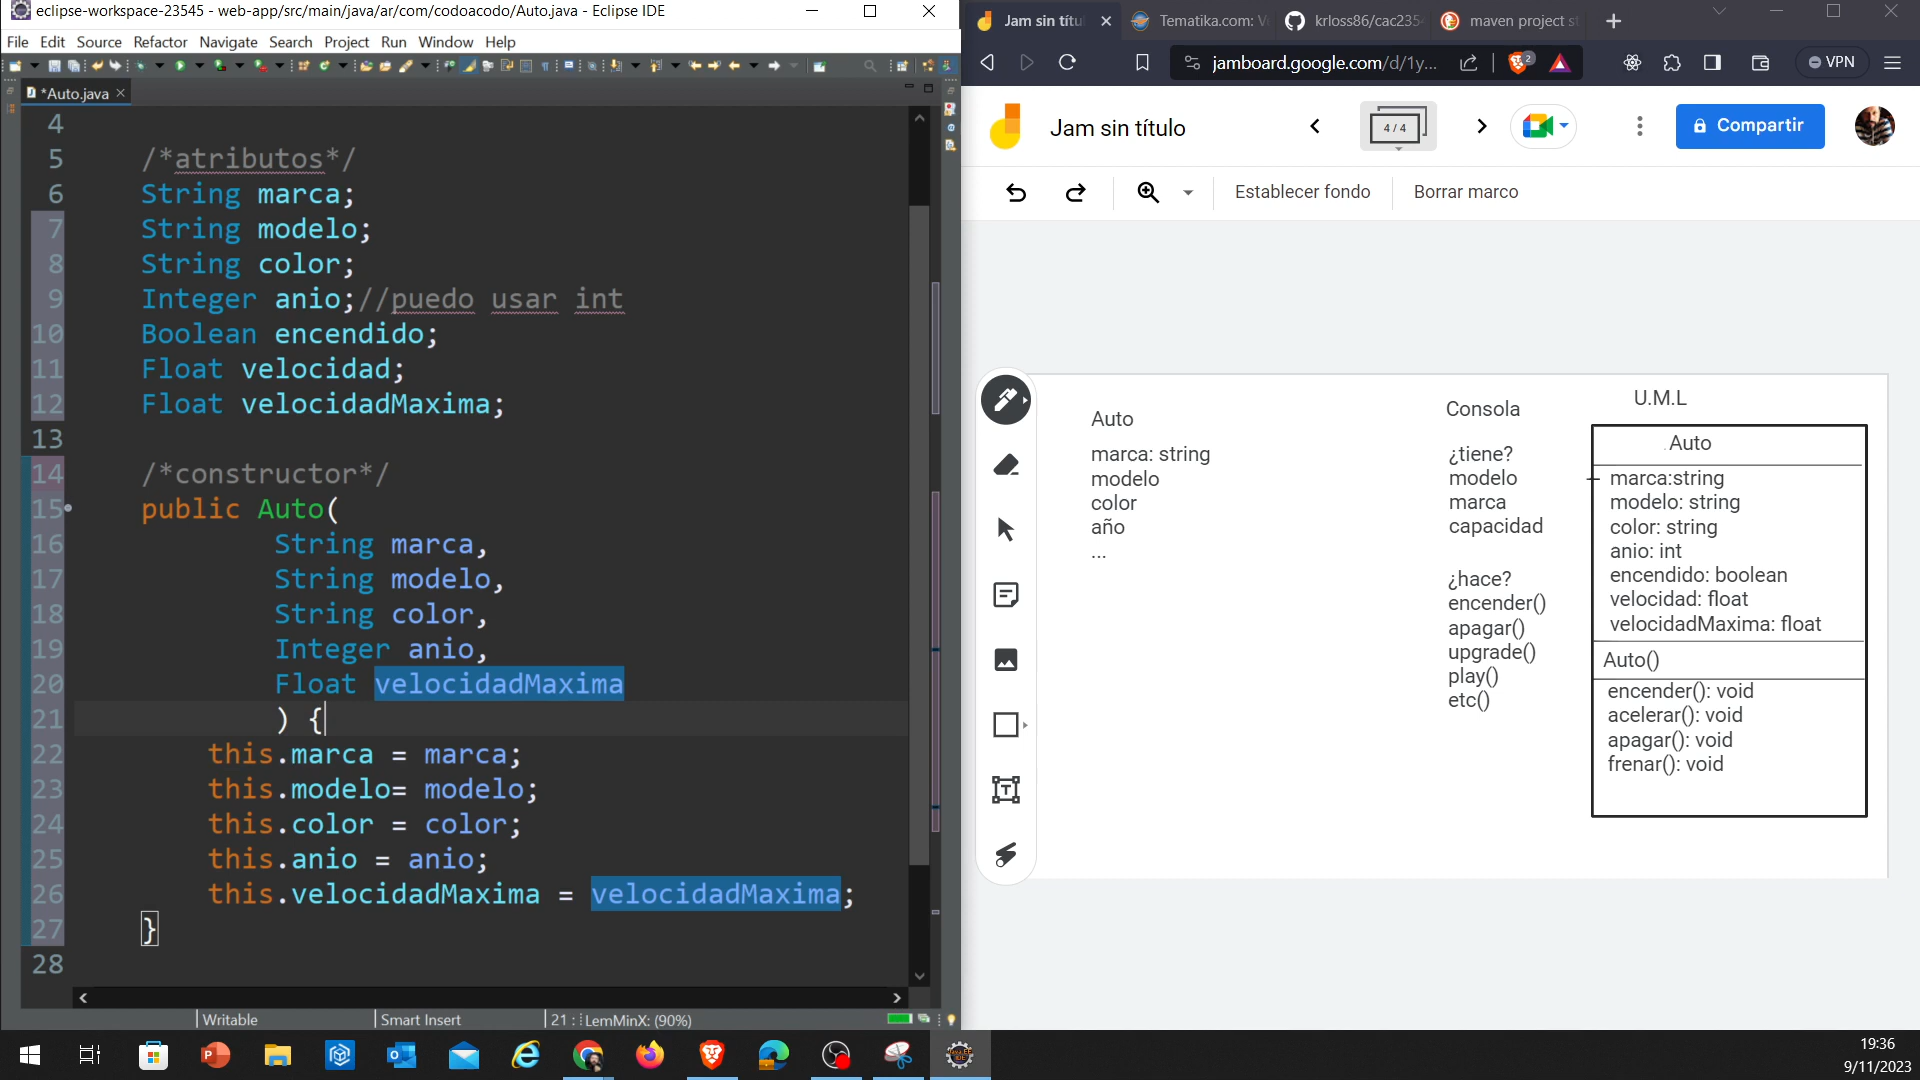 eclipse-workspace-23545 - web-app/src/main/java/ar/com/codoacodo/Auto.java - Eclipse IDE
File Edit Source Refactor Navigate Search Project Run Window Help
*Auto.java
4
5 /*atributos*/
6 String marca;
7 String modelo;
8 String color;
9 Integer anio;//puedo usar int
10 Boolean encendido;
11 Float velocidad;
12 Float velocidadMaxima;
13
14 /*constructor*/
15 public Auto(
16 String marca,
17 String modelo,
18 String color,
19 Integer anio,
20 Float velocidadMaxima
21 ) {
22 this.marca = marca;
23 this.modelo= modelo;
24 this.color = color;
25 this.anio = anio;
26 this.velocidadMaxima = velocidadMaxima;
27 }
28
Writable
Smart Insert
21 : LemMinX: (90%)
Jam sin títu
Tematika.com:
krloss86/cac2354
maven project st
jamboard.google.com/d/1y...
2
VPN
Jam sin título
4 / 4
Compartir
Establecer fondo
Borrar marco
Auto
marca: string
modelo
color
año
...
Consola
¿tiene?
modelo
marca
capacidad
¿hace?
encender()
apagar()
upgrade()
play()
etc()
U.M.L
Auto
marca:string
modelo: string
color: string
anio: int
encendido: boolean
velocidad: float
velocidadMaxima: float
Auto()
encender(): void
acelerar(): void
apagar(): void
frenar(): void
19:36
9/11/2023